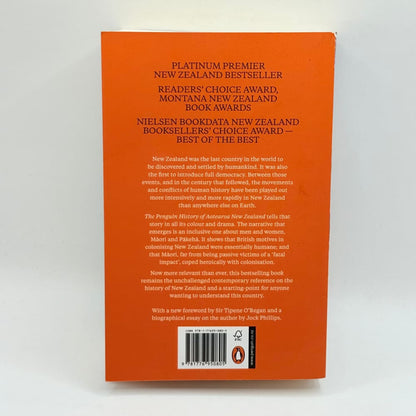 PLATINUM PREMIER
NEW ZEALAND BESTSELLER
READERS' CHOICE AWARD,
MONTANA NEW ZEALAND
BOOK AWARDS
NIELSEN BOOKDATA NEW ZEALAND
BOOKSELLERS' CHOICE AWARD —
BEST OF THE BEST
New Zealand was the last country in the world to
be discovered and settled by humankind. It was also
the first to introduce full democracy. Between those
events, and in the century that followed, the movements
and conflicts of human history have been played out
more intensively and more rapidly in New Zealand
than anywhere else on Earth.
The Penguin History of Aotearoa New Zealand tells that
story in all its colour and drama. The narrative that
emerges is an inclusive one about men and women,
Māori and Pākehā. It shows that British motives in
colonising New Zealand were essentially humane; and
that Māori, far from being passive victims of a 'fatal
impact', coped heroically with colonisation.
Now more relevant than ever, this bestselling book
remains the unchallenged contemporary reference on the
history of New Zealand and a starting-point for anyone
wanting to understand this country.
With a new foreword by Sir Tipene O'Regan and a
biographical essay on the author by Jock Phillips.
9 781776 950805
FSC